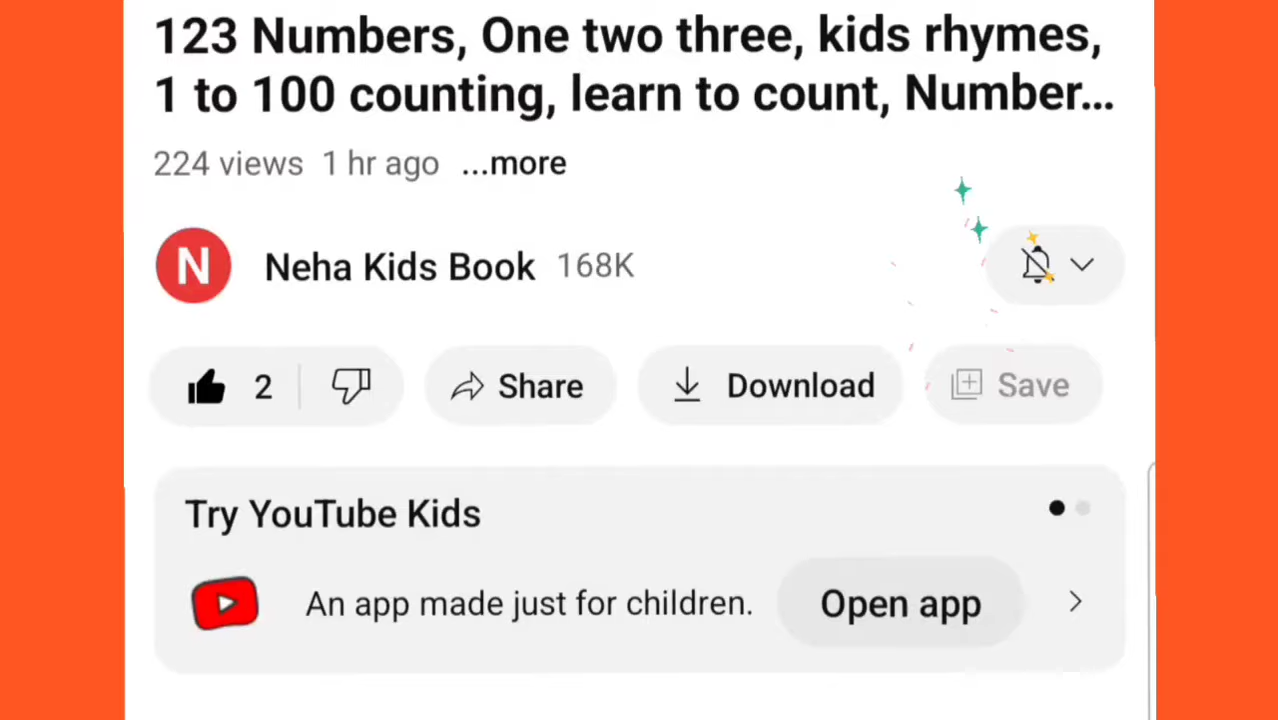 123 Numbers, One two three, kids rhymes,
1 to 100 counting, learn to count, Number...
224 views 1 hr ago ...more
N Neha Kids Book 168K
2 Share Download Save
Try YouTube Kids
An app made just for children. Open app